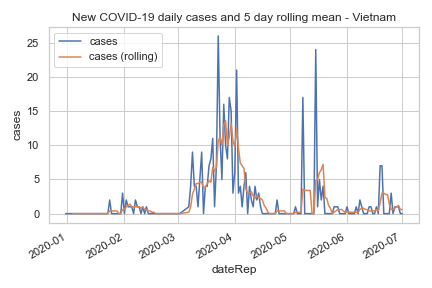 New COVID-19 daily cases and 5 day rolling mean - Vietnam
cases
cases (rolling)
25
20
15
10
5
0
cases
2020-01
2020-02
2020-03
2020-04
2020-05
2020-06
2020-07
dateRep